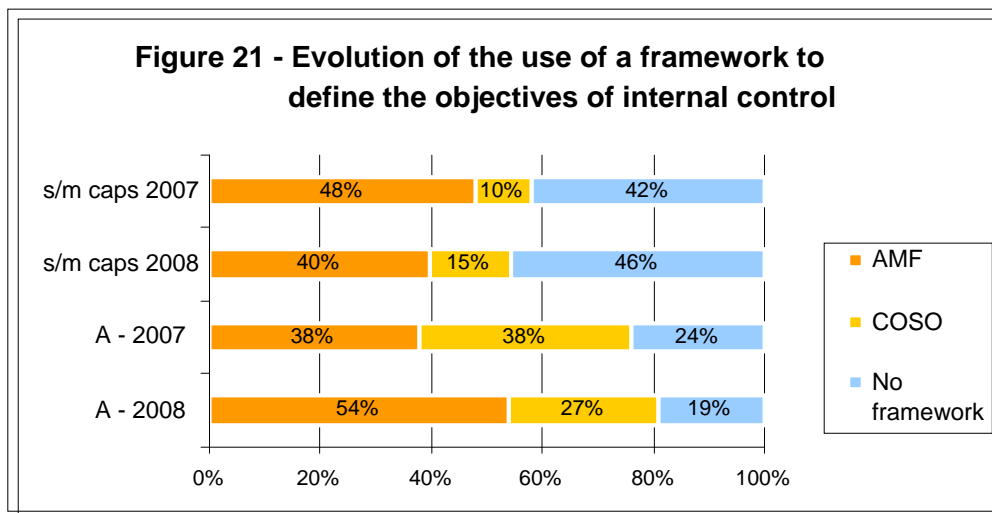 Figure 21 - Evolution of the use of a framework to
define the objectives of internal control
s/m caps 2007
48%
10%
42%
s/m caps 2008
40%
15%
46%
A - 2007
38%
38%
24%
A - 2008
54%
27%
19%
0%
20%
40%
60%
80%
100%
AMF
COSO
No
framework